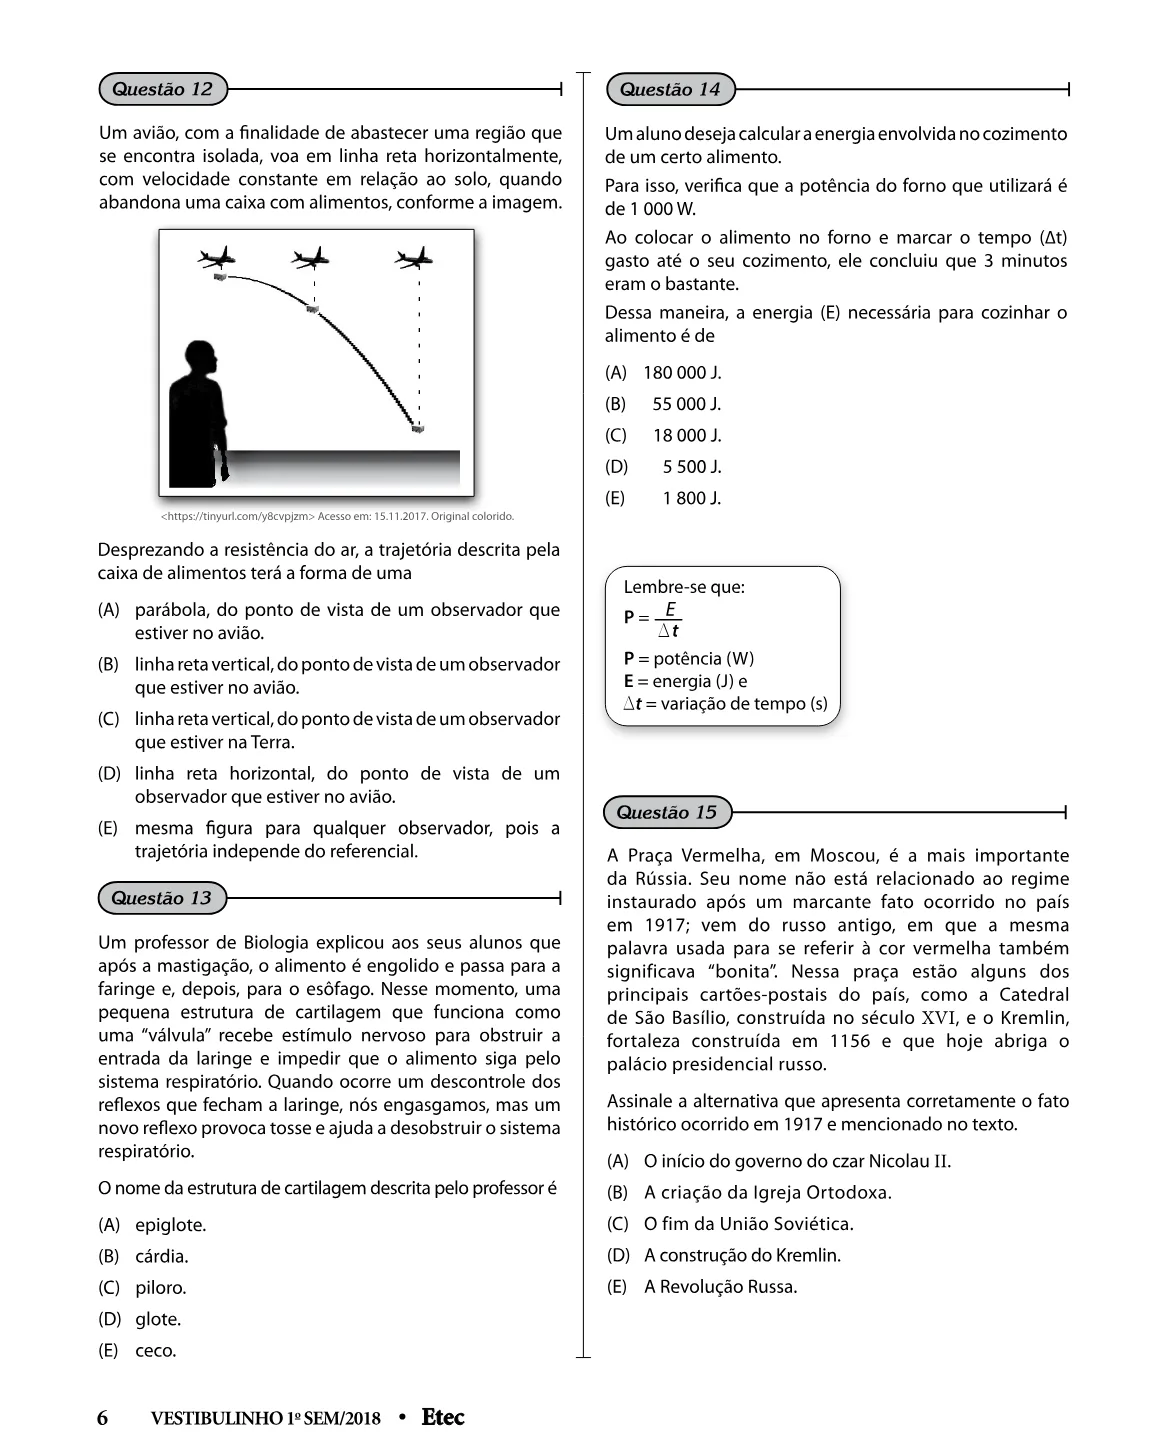 Questão 12
Um avião, com a finalidade de abastecer uma região que
se encontra isolada, voa em linha reta horizontalmente,
com velocidade constante em relação ao solo, quando
abandona uma caixa com alimentos, conforme a imagem.
<https://tinyurl.com/y8cvpjzm> Acesso em: 15.11.2017. Original colorido.
Desprezando a resistência do ar, a trajetória descrita pela
caixa de alimentos terá a forma de uma
(A) parábola, do ponto de vista de um observador que
estiver no avião.
(B) linha reta vertical, do ponto de vista de um observador
que estiver no avião.
(C) linha reta vertical, do ponto de vista de um observador
que estiver na Terra.
(D) linha reta horizontal, do ponto de vista de um
observador que estiver no avião.
(E) mesma figura para qualquer observador, pois a
trajetória independe do referencial.
Questão 13
Um professor de Biologia explicou aos seus alunos que
após a mastigação, o alimento é engolido e passa para a
faringe e, depois, para o esôfago. Nesse momento, uma
pequena estrutura de cartilagem que funciona como
uma “válvula” recebe estímulo nervoso para obstruir a
entrada da laringe e impedir que o alimento siga pelo
sistema respiratório. Quando ocorre um descontrole dos
reflexos que fecham a laringe, nós engasgamos, mas um
novo reflexo provoca tosse e ajuda a desobstruir o sistema
respiratório.
O nome da estrutura de cartilagem descrita pelo professor é
(A) epiglote.
(B) cárdia.
(C) piloro.
(D) glote.
(E) ceco.
Questão 14
Um aluno deseja calcular a energia envolvida no cozimento
de um certo alimento.
Para isso, verifica que a potência do forno que utilizará é
de 1 000 W.
Ao colocar o alimento no forno e marcar o tempo (Δt)
gasto até o seu cozimento, ele concluiu que 3 minutos
eram o bastante.
Dessa maneira, a energia (E) necessária para cozinhar o
alimento é de
(A) 180 000 J.
(B) 55 000 J.
(C) 18 000 J.
(D) 5 500 J.
(E) 1 800 J.
Lembre-se que:
P = E
Δt
P = potência (W)
E = energia (J) e
Δt = variação de tempo (s)
Questão 15
A Praça Vermelha, em Moscou, é a mais importante
da Rússia. Seu nome não está relacionado ao regime
instaurado após um marcante fato ocorrido no país
em 1917; vem do russo antigo, em que a mesma
palavra usada para se referir à cor vermelha também
significava “bonita”. Nessa praça estão alguns dos
principais cartões-postais do país, como a Catedral
de São Basílio, construída no século XVI, e o Kremlin,
fortaleza construída em 1156 e que hoje abriga o
palácio presidencial russo.
Assinale a alternativa que apresenta corretamente o fato
histórico ocorrido em 1917 e mencionado no texto.
(A) O início do governo do czar Nicolau II.
(B) A criação da Igreja Ortodoxa.
(C) O fim da União Soviética.
(D) A construção do Kremlin.
(E) A Revolução Russa.
6 VESTIBULINHO 1º SEM/2018 • Etec